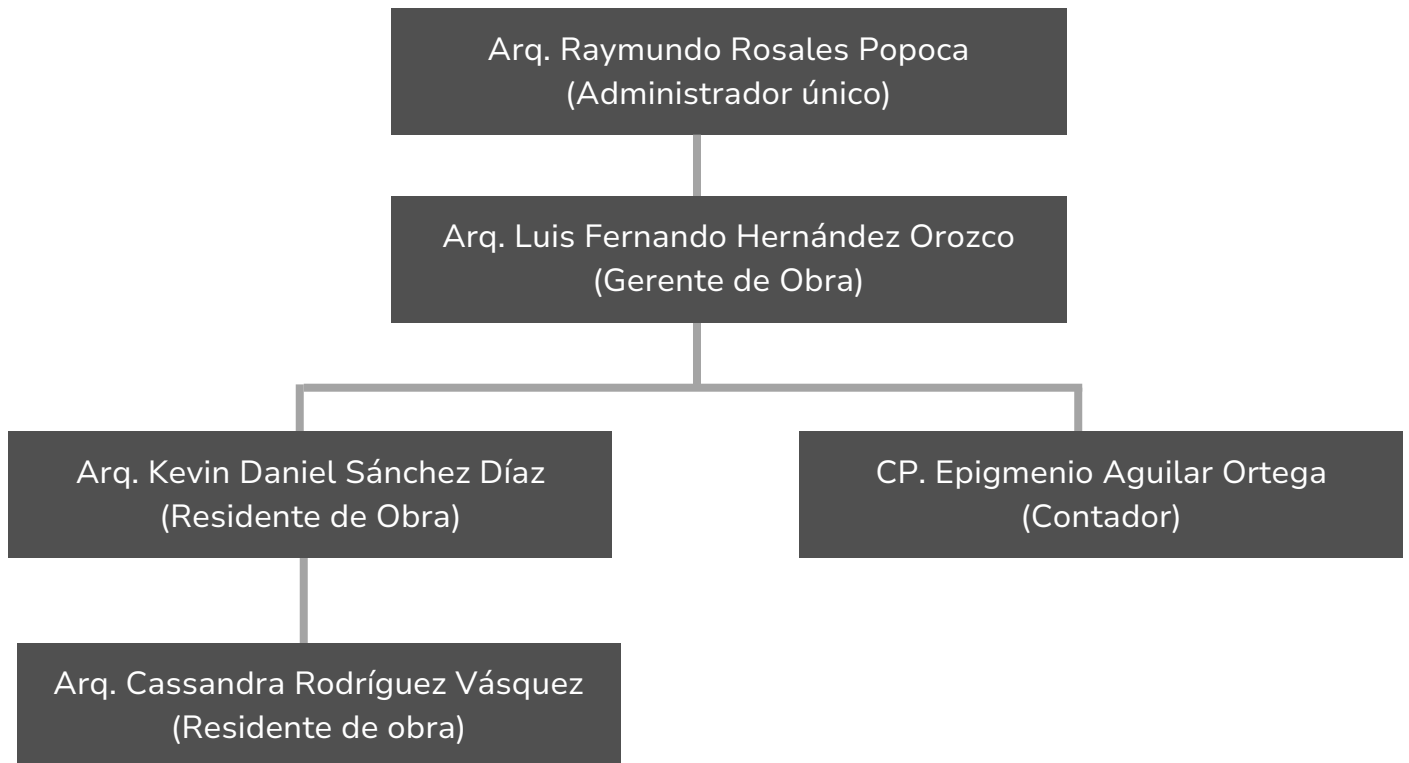 Arq. Raymundo Rosales Popoca
(Administrador único)
Arq. Luis Fernando Hernández Orozco
(Gerente de Obra)
Arq. Kevin Daniel Sánchez Díaz
(Residente de Obra)
CP. Epigmenio Aguilar Ortega
(Contador)
Arq. Cassandra Rodríguez Vásquez
(Residente de obra)